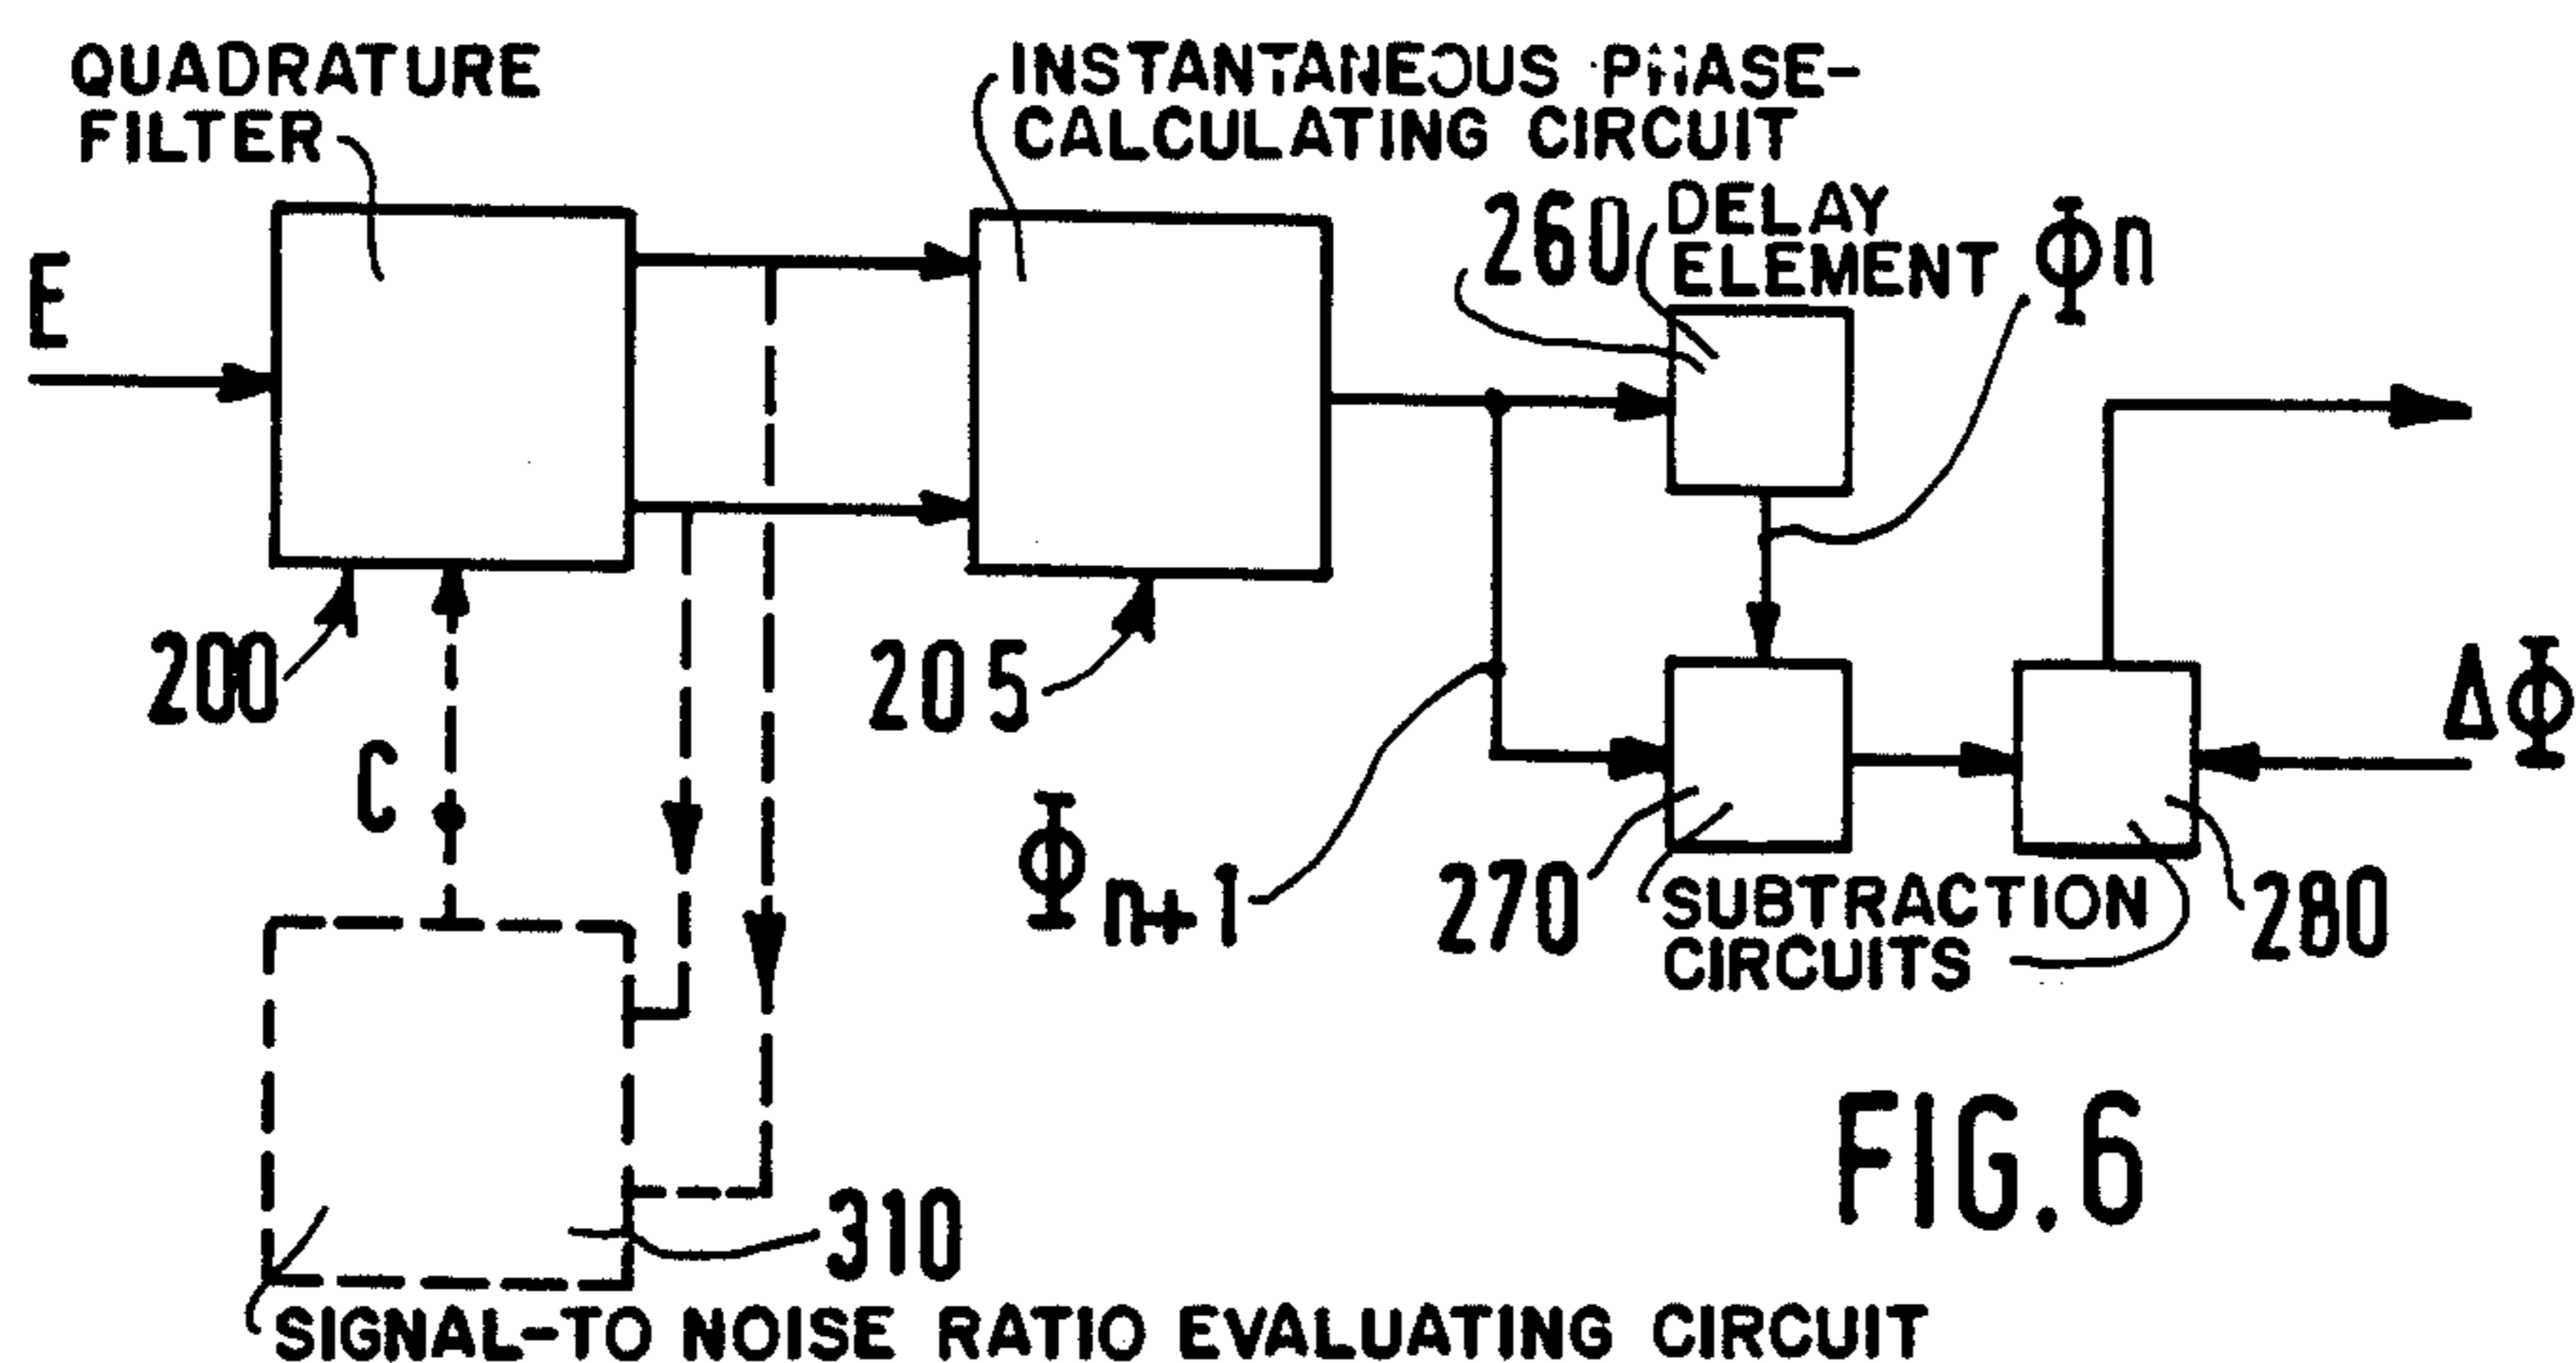 QUADRATURE
FILTER
INSTANTANEOUS PHASE-
CALCULATING CIRCUIT
260
DELAY
ELEMENT
Φn
E
200
205
C
Φn+1
270
SUBTRACTION
CIRCUITS
280
ΔΦ
310
SIGNAL-TO NOISE RATIO EVALUATING CIRCUIT
FIG.6